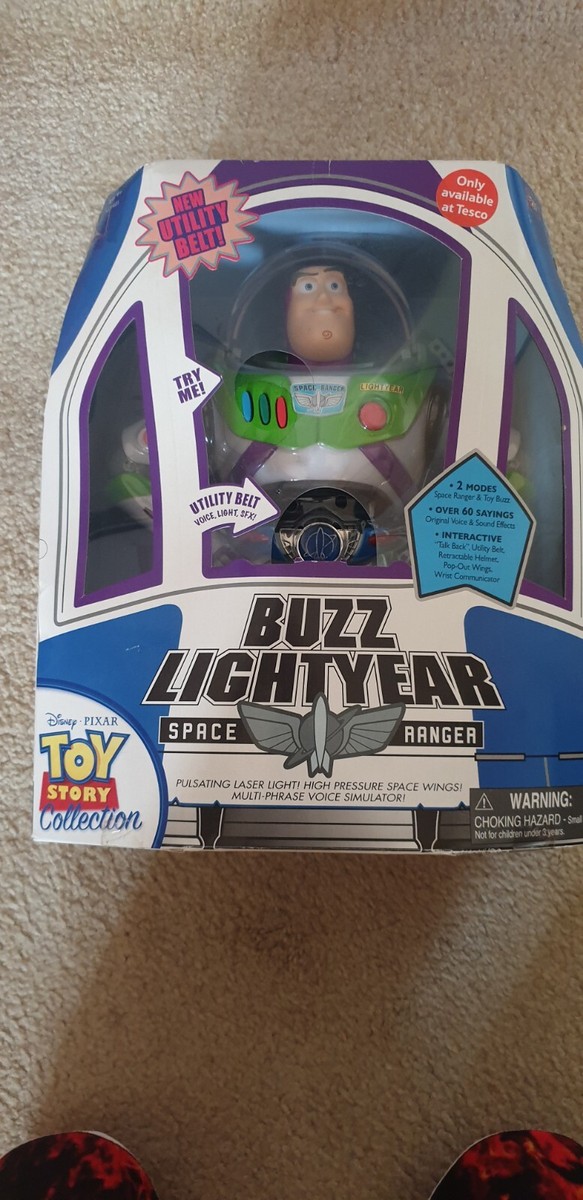 NEW
UTILITY
BELT!
Only
available
at Tesco
TRY
ME!
SPACE RANGER
LIGHTYEAR
UTILITY BELT
VOICE, LIGHT, SFX!
• 2 MODES
Space Ranger & Toy Buzz
• OVER 60 SAYINGS
Original Voice & Sound Effects
• INTERACTIVE
"Talk Back", Utility Belt,
Retractable Helmet,
Pop-Out Wings,
Wrist Communicator
BUZZ
LIGHTYEAR
SPACE RANGER
Disney · PIXAR
TOY
STORY
Collection
PULSATING LASER LIGHT! HIGH PRESSURE SPACE WINGS!
MULTI-PHRASE VOICE SIMULATOR!
WARNING:
CHOKING HAZARD - Small
Not for children under 3 years.